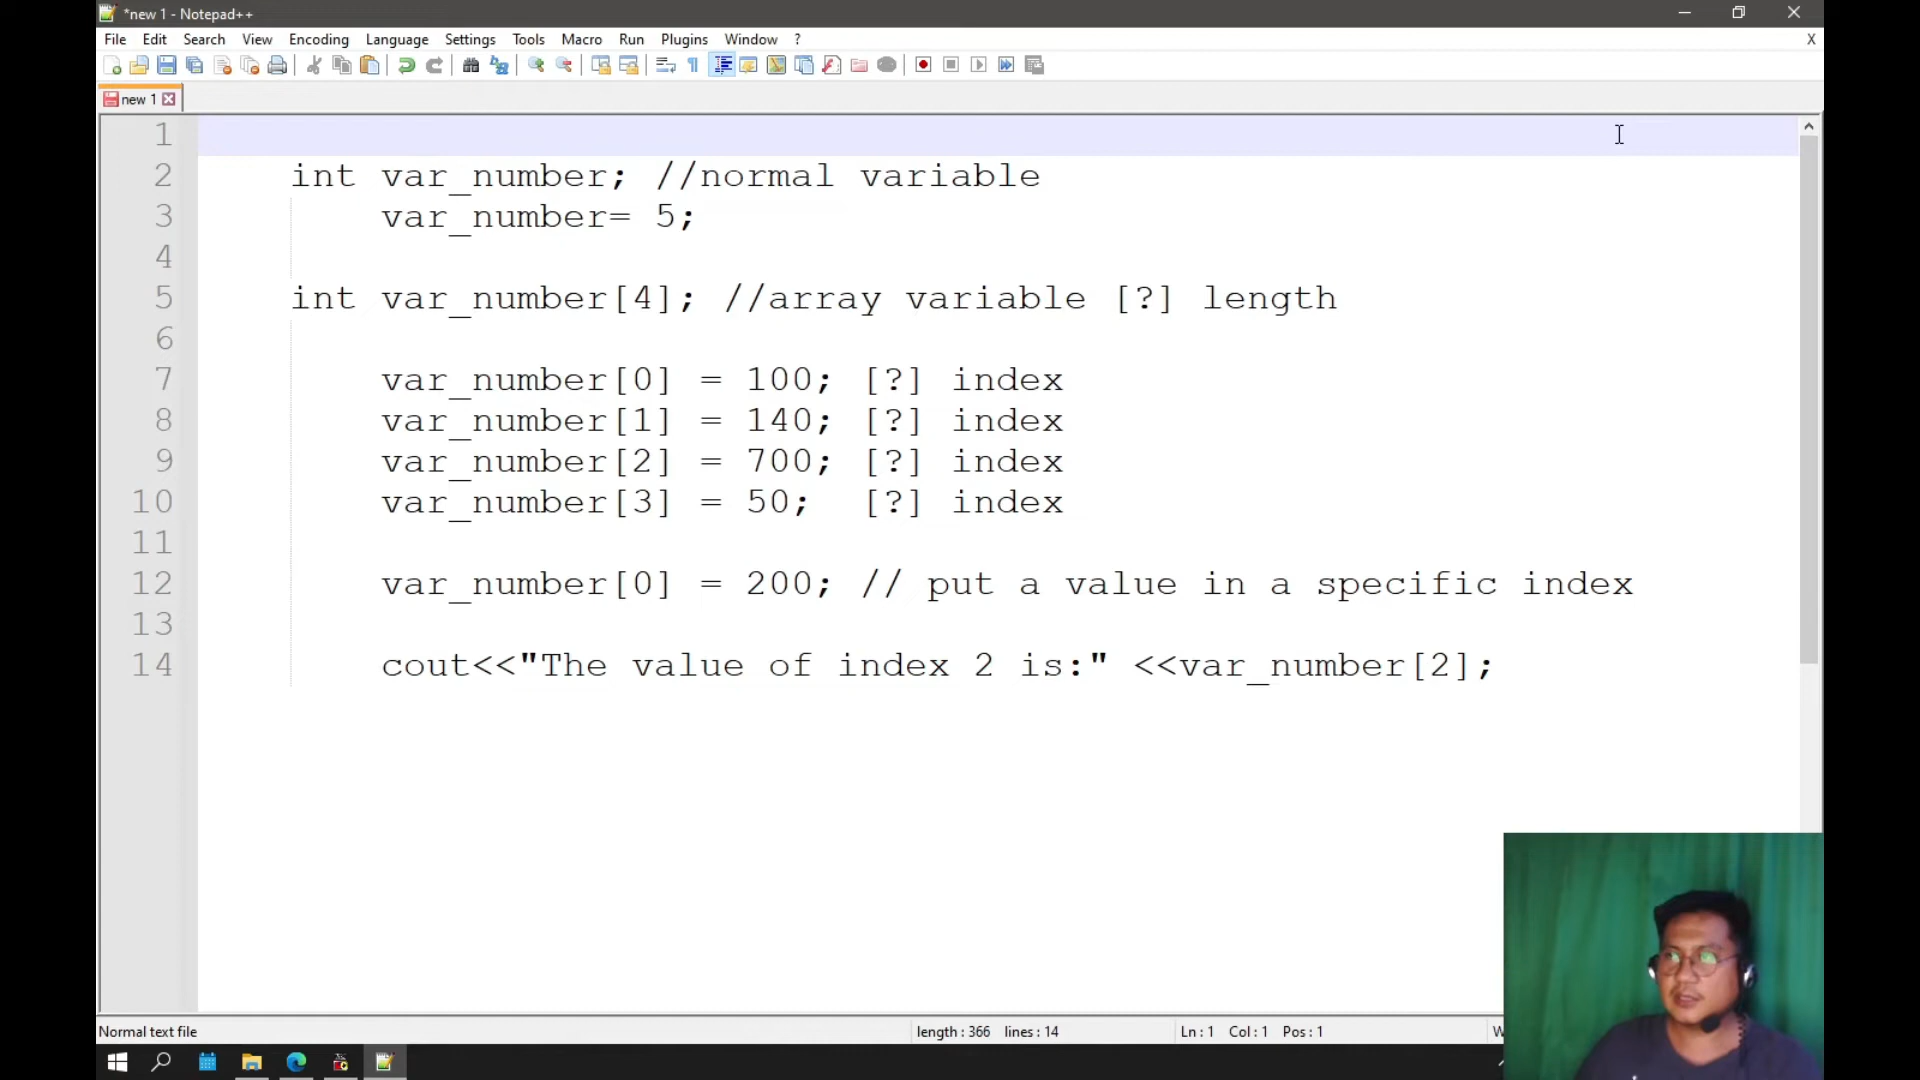 *new 1 - Notepad++
File Edit Search View Encoding Language Settings Tools Macro Run Plugins Window ? X
new 1
1
2 int var_number; //normal variable
3 var_number= 5;
4
5 int var_number[4]; //array variable [?] length
6
7 var_number[0] = 100; [?] index
8 var_number[1] = 140; [?] index
9 var_number[2] = 700; [?] index
10 var_number[3] = 50; [?] index
11
12 var_number[0] = 200; // put a value in a specific index
13
14 cout<<"The value of index 2 is:" <<var_number[2];
Normal text file length : 366 lines : 14 Ln : 1 Col : 1 Pos : 1 W